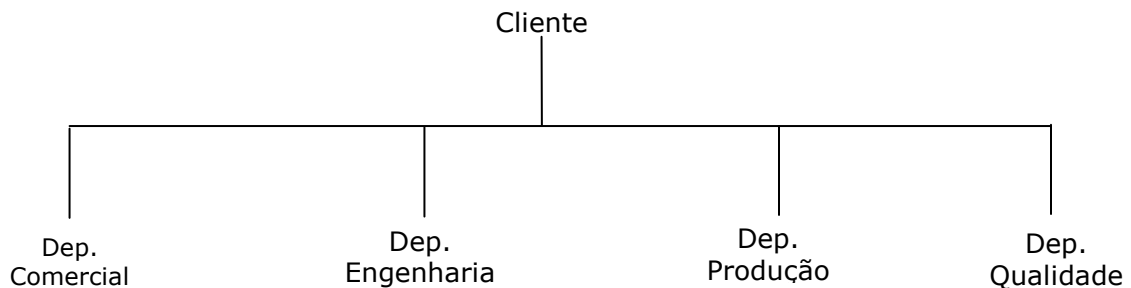 Cliente
Dep.
Comercial
Dep.
Engenharia
Dep.
Produção
Dep.
Qualidade